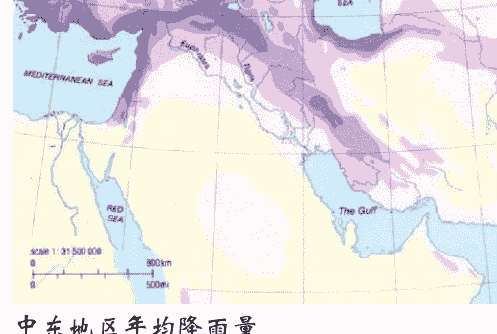 SEA
MEDITERRANEAN SEA
Euphrates
Tigris
RED
SEA
The Gulf
scale 1: 31 500 000
0 800km
0 500mi
中东地区年均降雨量